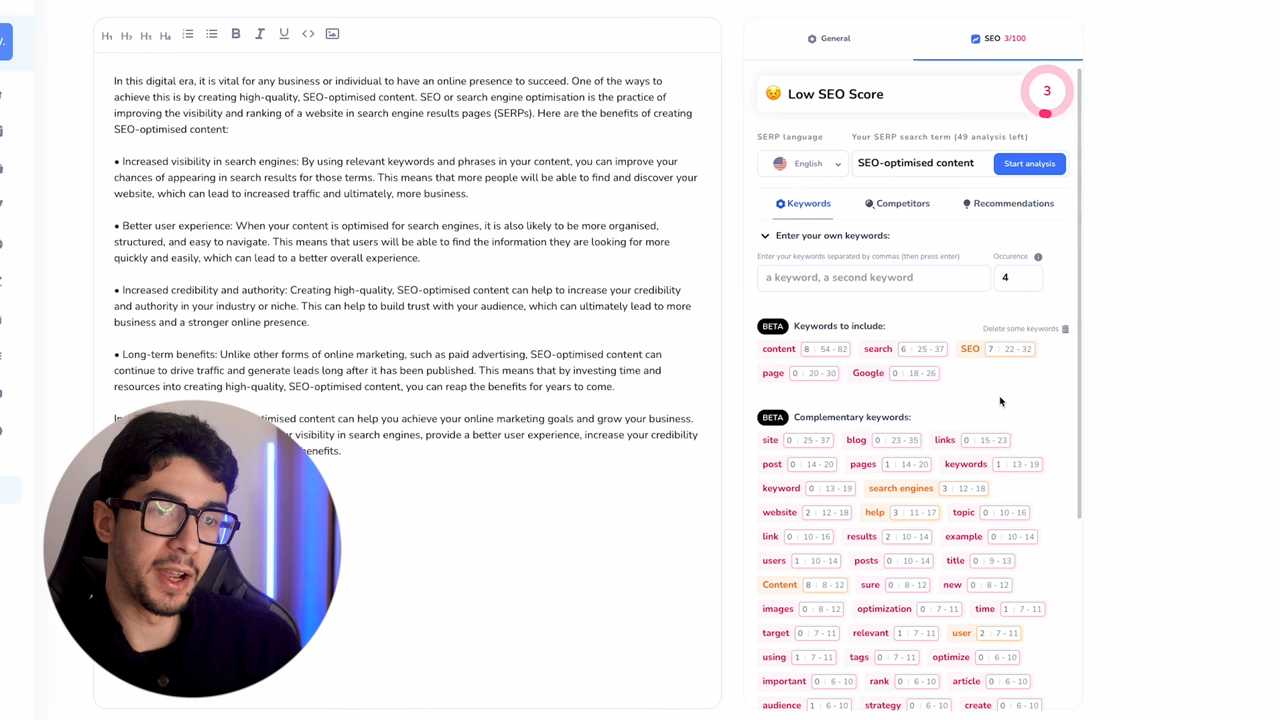 H1 H2 H3 H4 B I U <>
In this digital era, it is vital for any business or individual to have an online presence to succeed. One of the ways to
achieve this is by creating high-quality, SEO-optimised content. SEO or search engine optimisation is the practice of
improving the visibility and ranking of a website in search engine results pages (SERPs). Here are the benefits of creating
SEO-optimised content:
• Increased visibility in search engines: By using relevant keywords and phrases in your content, you can improve your
chances of appearing in search results for those terms. This means that more people will be able to find and discover your
website, which can lead to increased traffic and ultimately, more business.
• Better user experience: When your content is optimised for search engines, it is also likely to be more organised,
structured, and easy to navigate. This means that users will be able to find the information they are looking for more
quickly and easily, which can lead to a better overall experience.
• Increased credibility and authority: Creating high-quality, SEO-optimised content can help to increase your credibility
and authority in your industry or niche. This can help to build trust with your audience, which can ultimately lead to more
business and a stronger online presence.
• Long-term benefits: Unlike other forms of online marketing, such as paid advertising, SEO-optimised content can
continue to drive traffic and generate leads long after it has been published. This means that by investing time and
resources into creating high-quality, SEO-optimised content, you can reap the benefits for years to come.
content can help you achieve your online marketing goals and grow your business.
visibility in search engines, provide a better user experience, increase your credibility
General
SEO 3/100
Low SEO Score
3
SERP language
Your SERP search term (49 analysis left)
English
SEO-optimised content
Start analysis
Keywords
Competitors
Recommendations
Enter your own keywords:
Enter your keywords separated by commas (then press enter)
Occurence
a keyword, a second keyword
4
BETA Keywords to include:
Delete some keywords
content 8 | 54 - 82 search 6 | 25 - 37 SEO 7 | 22 - 32
page 0 | 20 - 30 Google 0 | 18 - 26
BETA Complementary keywords:
site 0 | 25 - 37 blog 0 | 23 - 35 links 0 | 15 - 23
post 0 | 14 - 20 pages 1 | 14 - 20 keywords 1 | 13 - 19
keyword 0 | 13 - 19 search engines 3 | 12 - 18
website 2 | 12 - 18 help 3 | 11 - 17 topic 0 | 10 - 16
link 0 | 10 - 16 results 2 | 10 - 14 example 0 | 10 - 14
users 1 | 10 - 14 posts 0 | 10 - 14 title 0 | 9 - 13
Content 8 | 8 - 12 sure 0 | 8 - 12 new 0 | 8 - 12
images 0 | 8 - 12 optimization 0 | 7 - 11 time 1 | 7 - 11
target 0 | 7 - 11 relevant 1 | 7 - 11 user 2 | 7 - 11
using 1 | 7 - 11 tags 0 | 7 - 11 optimize 0 | 6 - 10
important 0 | 6 - 10 rank 0 | 6 - 10 article 0 | 6 - 10
audience 1 | 6 - 10 strategy 0 | 6 - 10 create 0 | 6 - 10